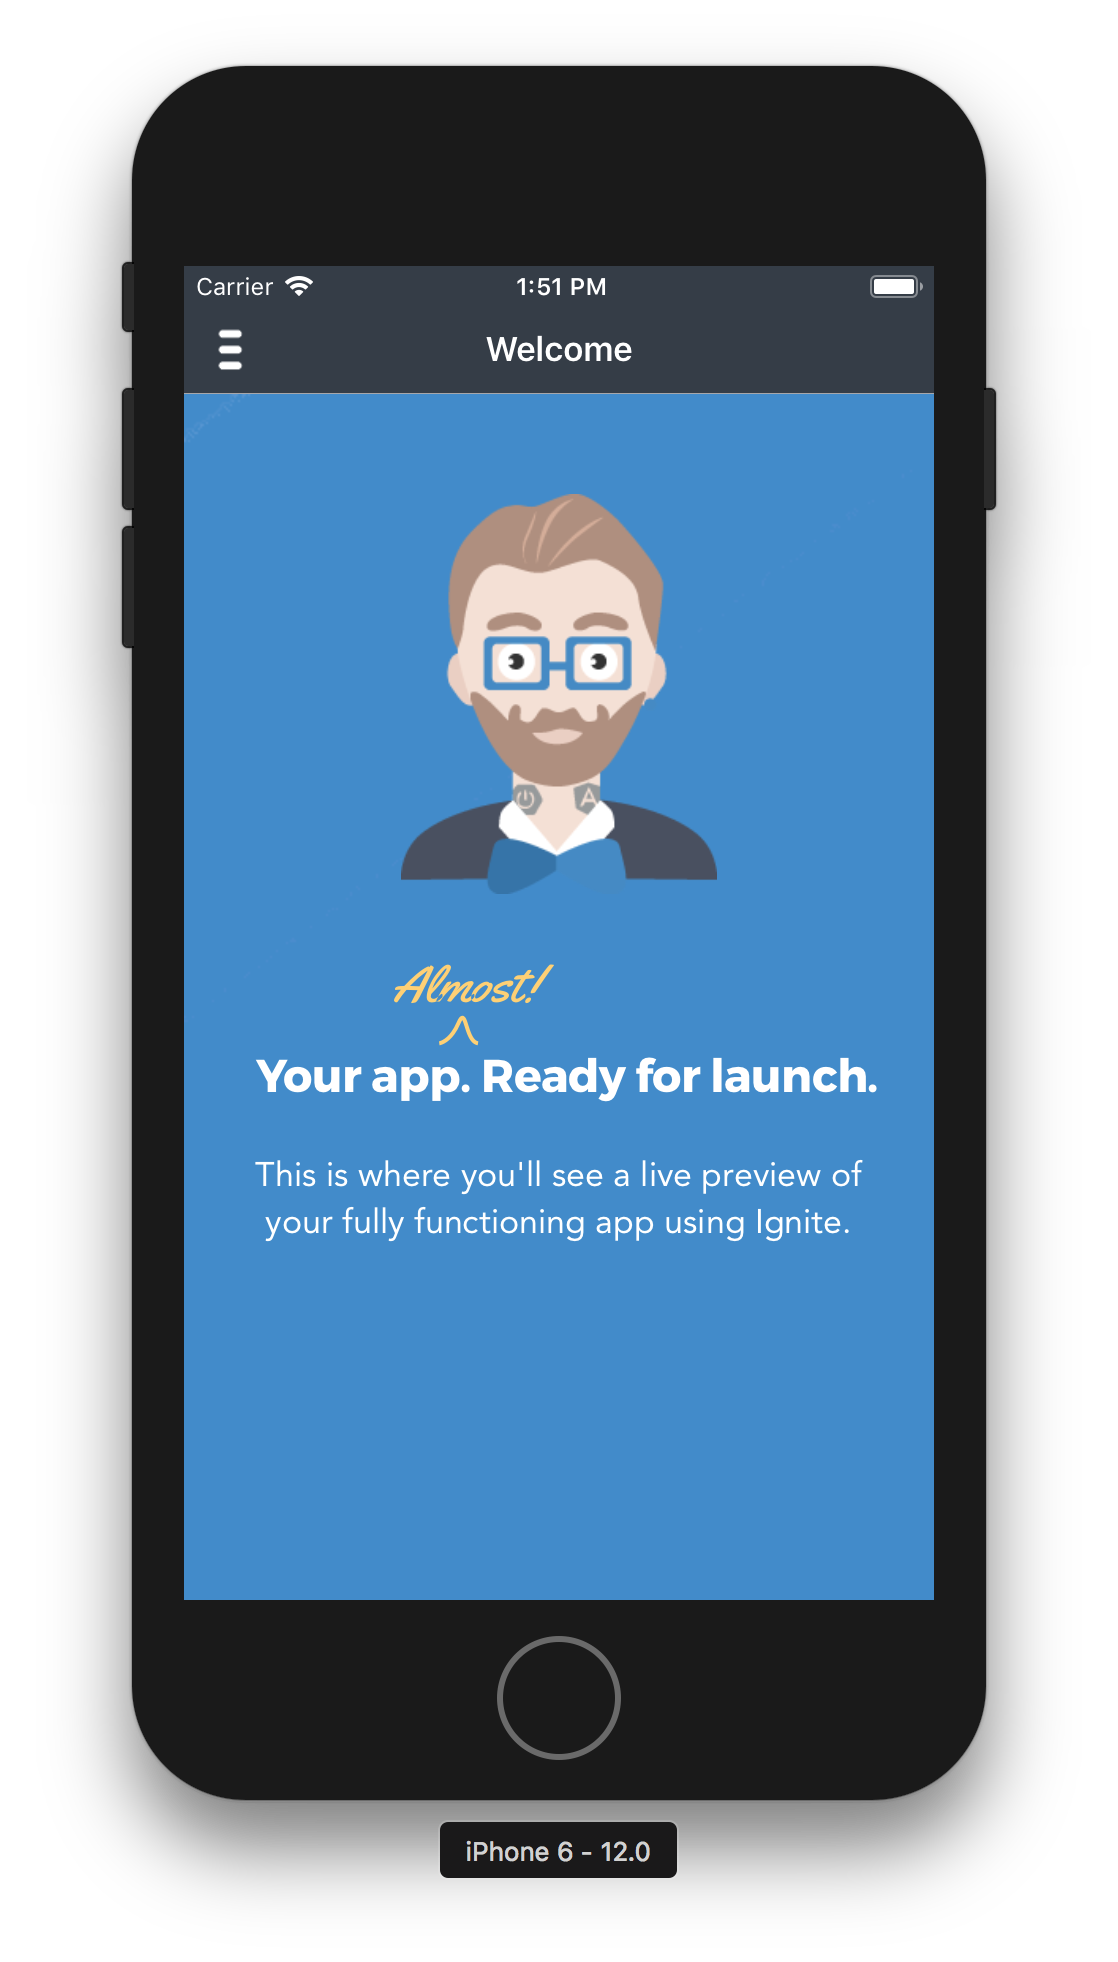 Carrier 1:51 PM
Welcome
A
Almost!
Your app. Ready for launch.
This is where you'll see a live preview of
your fully functioning app using Ignite.
iPhone 6 - 12.0